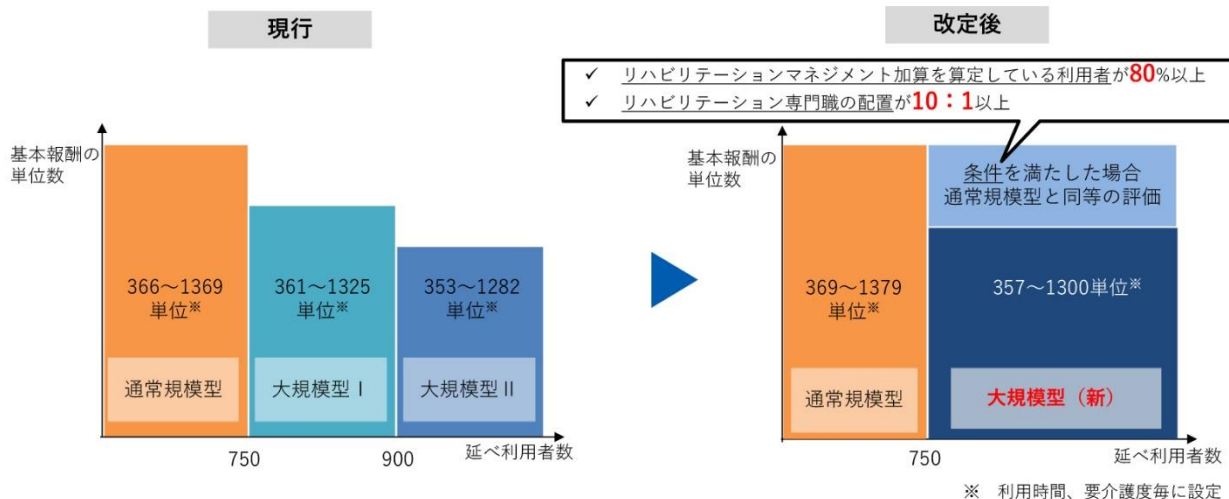 現行
基本報酬の
単位数
366～1369
単位※
通常規模型
361～1325
単位※
大規模型Ⅰ
353～1282
単位※
大規模型Ⅱ
750
900
延べ利用者数
改定後
✓ リハビリテーションマネジメント加算を算定している利用者が80%以上
✓ リハビリテーション専門職の配置が10：1以上
基本報酬の
単位数
条件を満たした場合
通常規模型と同等の評価
369～1379
単位※
通常規模型
357～1300単位※
大規模型（新）
750
延べ利用者数
※　利用時間、要介護度毎に設定